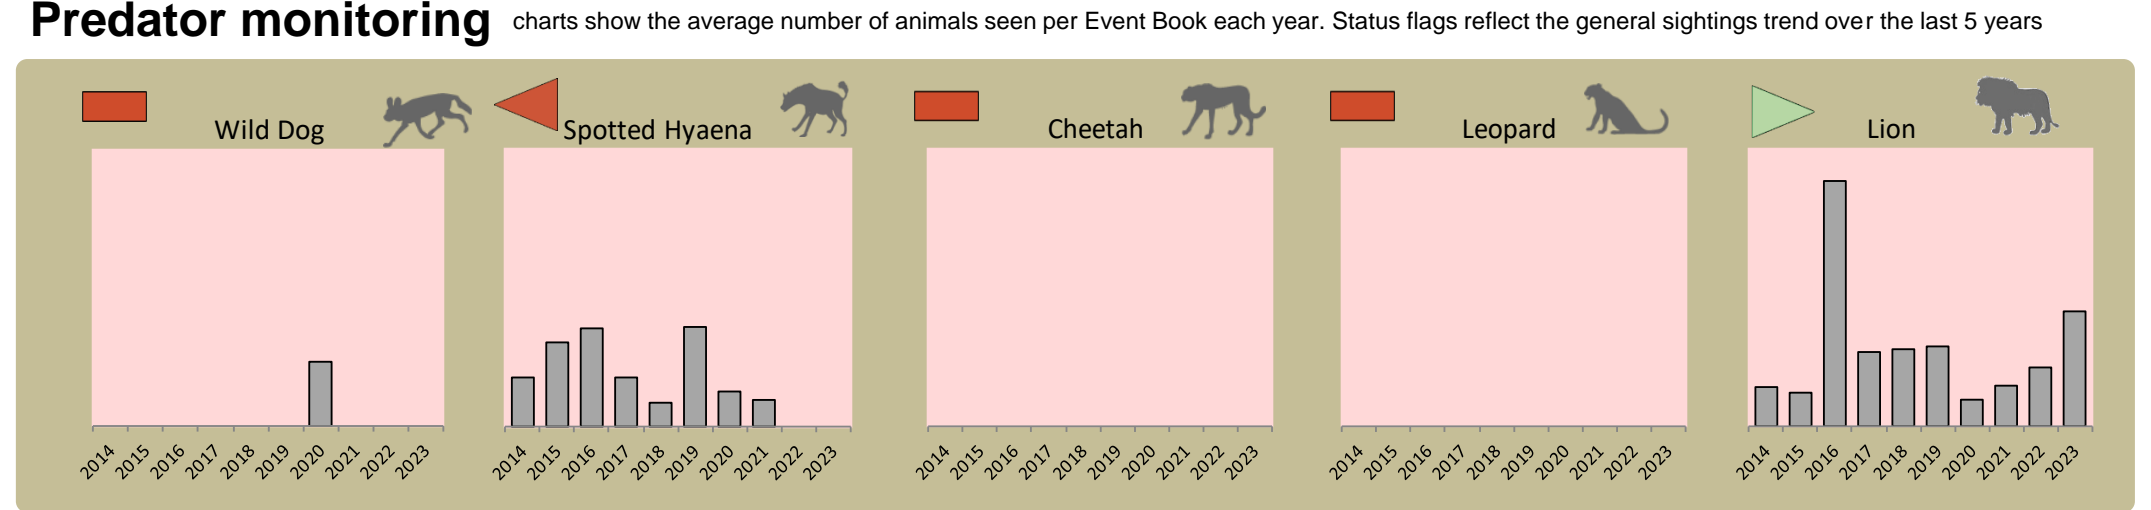 Predator monitoring charts show the average number of animals seen per Event Book each year. Status flags reflect the general sightings trend over the last 5 years
Wild Dog
2014 2015 2016 2017 2018 2019 2020 2021 2022 2023
Spotted Hyaena
2014 2015 2016 2017 2018 2019 2020 2021 2022 2023
Cheetah
2014 2015 2016 2017 2018 2019 2020 2021 2022 2023
Leopard
2014 2015 2016 2017 2018 2019 2020 2021 2022 2023
Lion
2014 2015 2016 2017 2018 2019 2020 2021 2022 2023